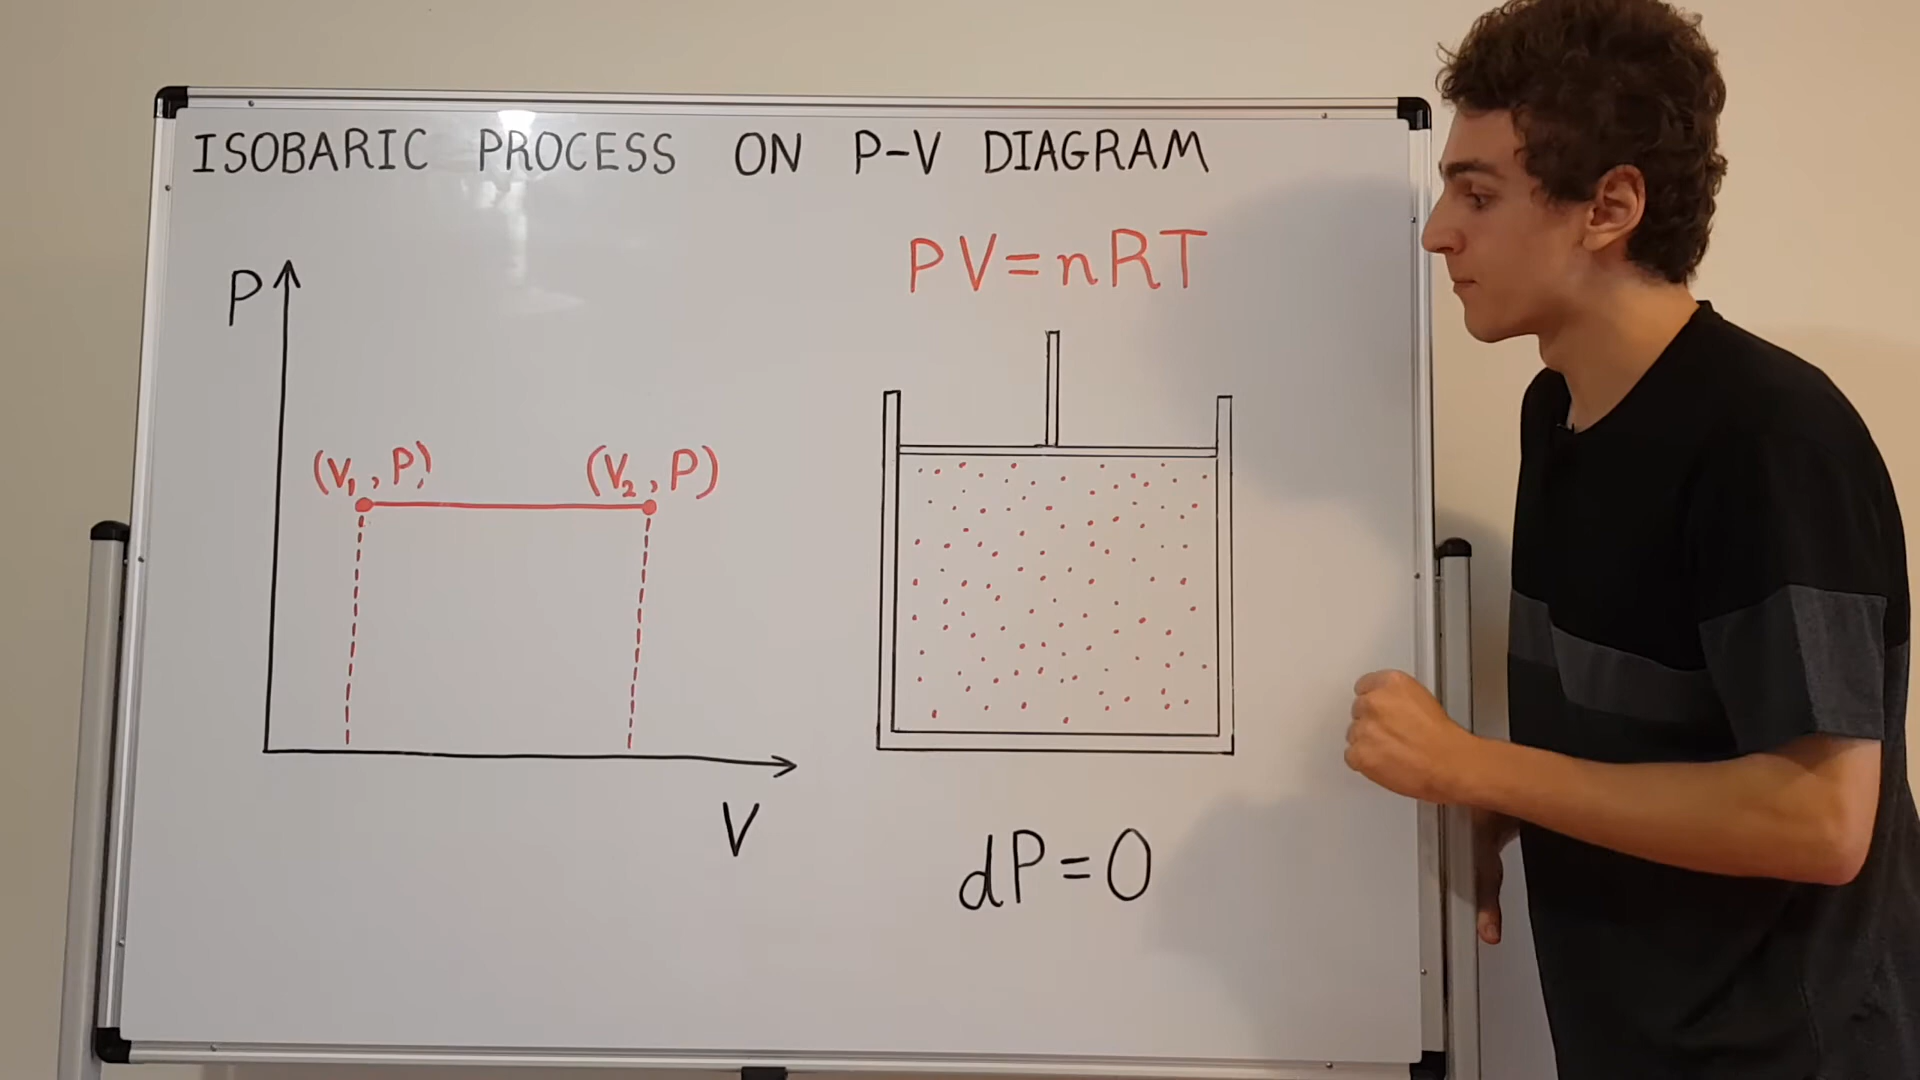 ISOBARIC PROCESS ON P-V DIAGRAM
PV=nRT
P
(V₁, P) (V₂, P)
V
dP=0